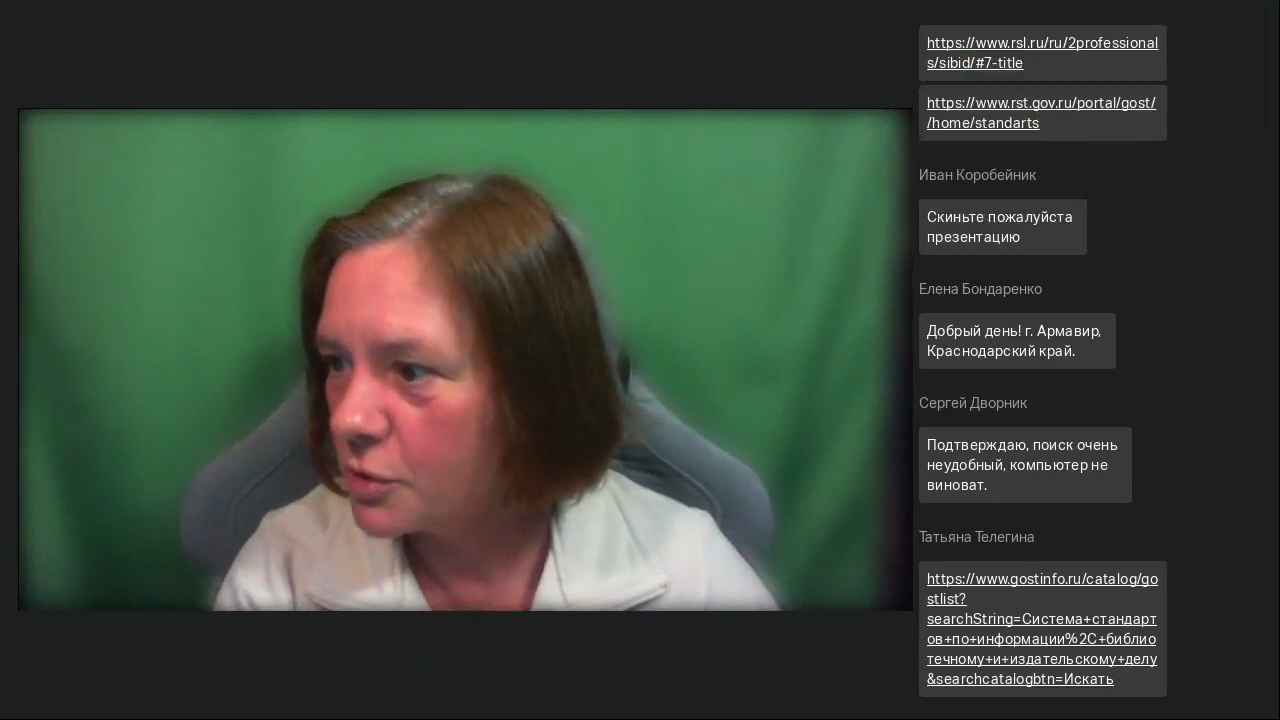 https://www.rsl.ru/ru/2professional
s/sibid/#7-title
https://www.rst.gov.ru/portal/gost/
/home/standarts
Иван Коробейник
Скиньте пожалуйста
презентацию
Елена Бондаренко
Добрый день! г. Армавир,
Краснодарский край.
Сергей Дворник
Подтверждаю, поиск очень
неудобный, компьютер не
виноват.
Татьяна Телегина
https://www.gostinfo.ru/catalog/go
stlist?
searchString=Система+стандарт
ов+по+информации%2C+библио
течному+и+издательскому+делу
&searchcatalogbtn=Искать